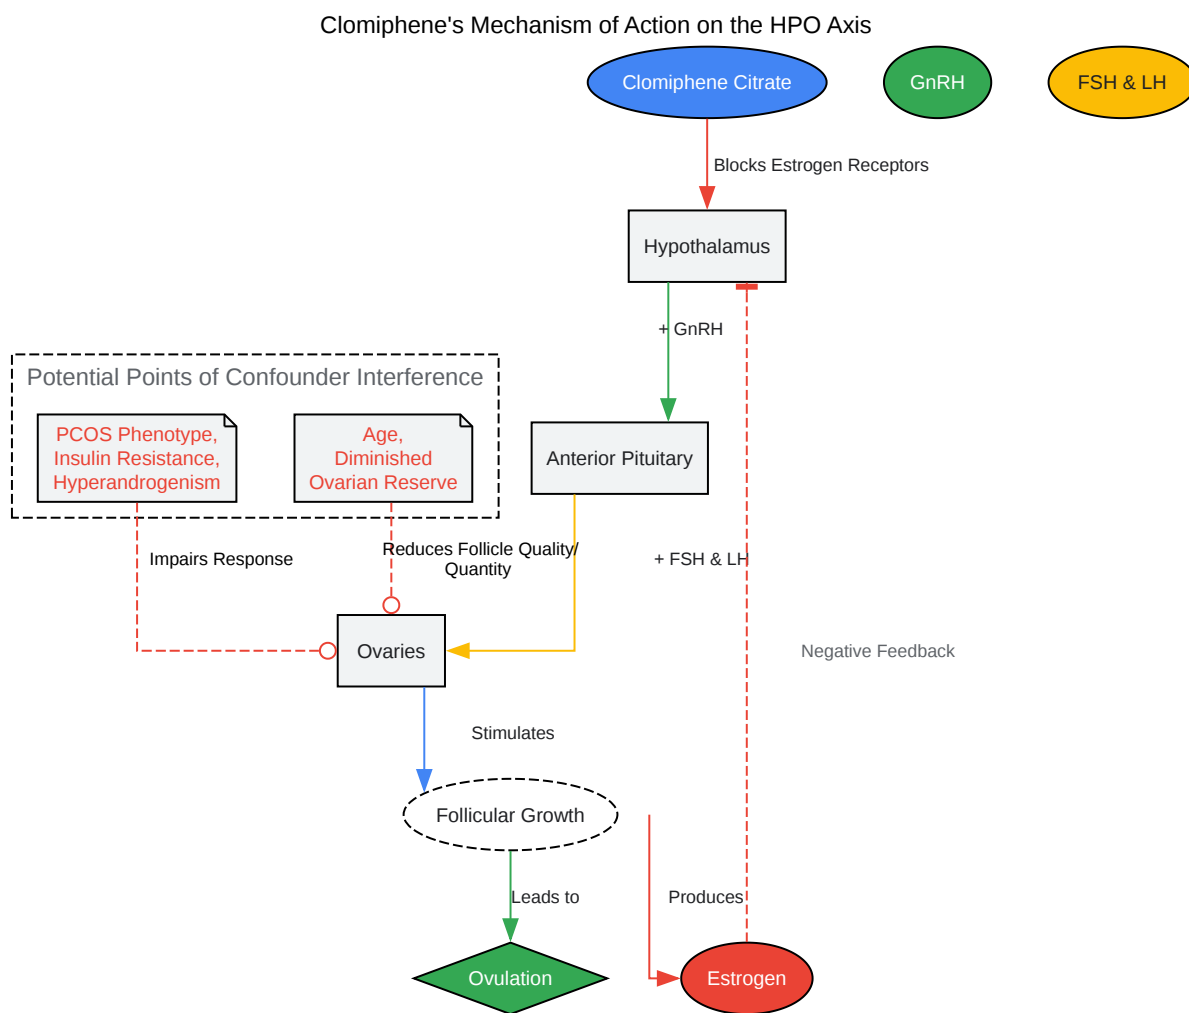 Clomiphene's Mechanism of Action on the HPO Axis
Clomiphene Citrate
GnRH
FSH & LH
Blocks Estrogen Receptors
Hypothalamus
+ GnRH
Potential Points of Confounder Interference
PCOS Phenotype,
Insulin Resistance,
Hyperandrogenism
Age,
Diminished
Ovarian Reserve
Anterior Pituitary
Impairs Response
Reduces Follicle Quality/
Quantity
+ FSH & LH
Ovaries
Negative Feedback
Stimulates
Follicular Growth
Leads to
Produces
Ovulation
Estrogen